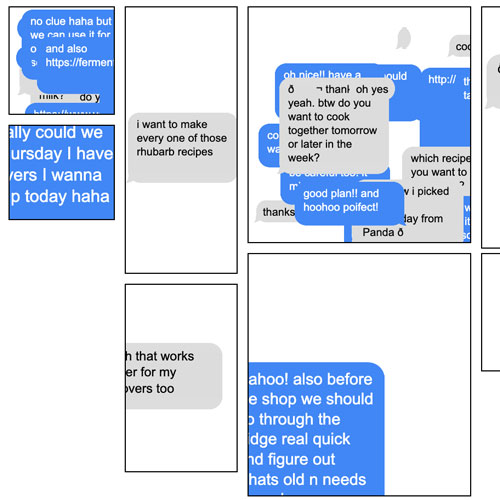 no clue haha but
we can use it for
and also
https://ferment
milk?
do y
ally could we
ursday I have
vers I wanna
p today haha
i want to make
every one of those
rhubarb recipes
h that works
er for my
overs too
coo
oh nice!! have a
ould
http://
th
ta
thank
oh yes
yeah. btw do you
want to cook
together tomorrow
or later in the
week?
co
wa
be careful too. it
which recipe
you want to
?
good plan!! and
hoohoo poifect!
thanks
w i picked
day from
Panda ð
ahoo! also before
e shop we should
o through the
idge real quick
nd figure out
hats old n needs